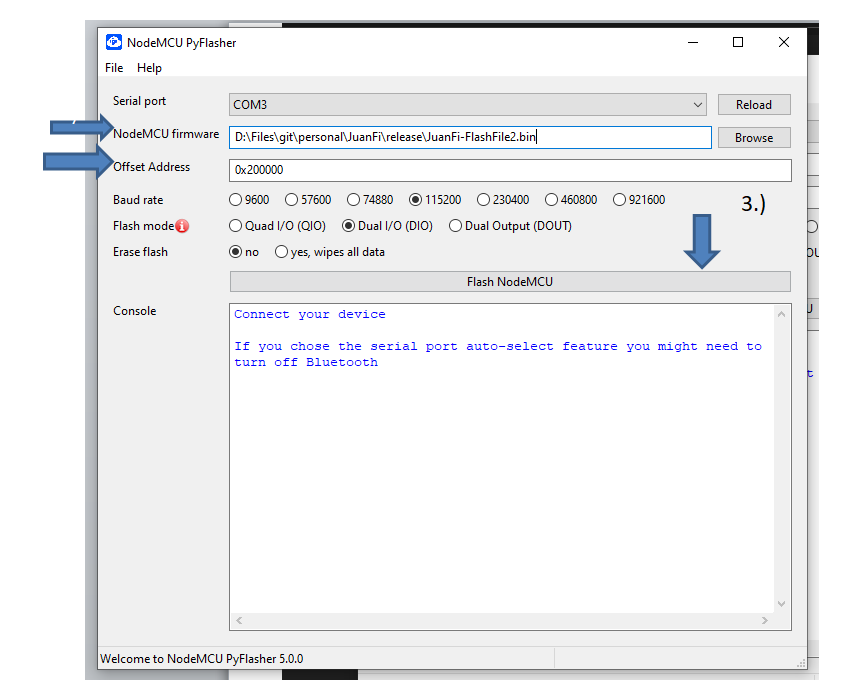 NodeMCU PyFlasher
File Help
Serial port COM3 Reload
NodeMCU firmware D:\Files\git\personal\JuanFi\release\JuanFi-FlashFile2.bin Browse
Offset Address 0x200000
Baud rate 9600 57600 74880 115200 230400 460800 921600 3.)
Flash mode Quad I/O (QIO) Dual I/O (DIO) Dual Output (DOUT)
Erase flash no yes, wipes all data
Flash NodeMCU
Console Connect your device
If you chose the serial port auto-select feature you might need to
turn off Bluetooth
Welcome to NodeMCU PyFlasher 5.0.0